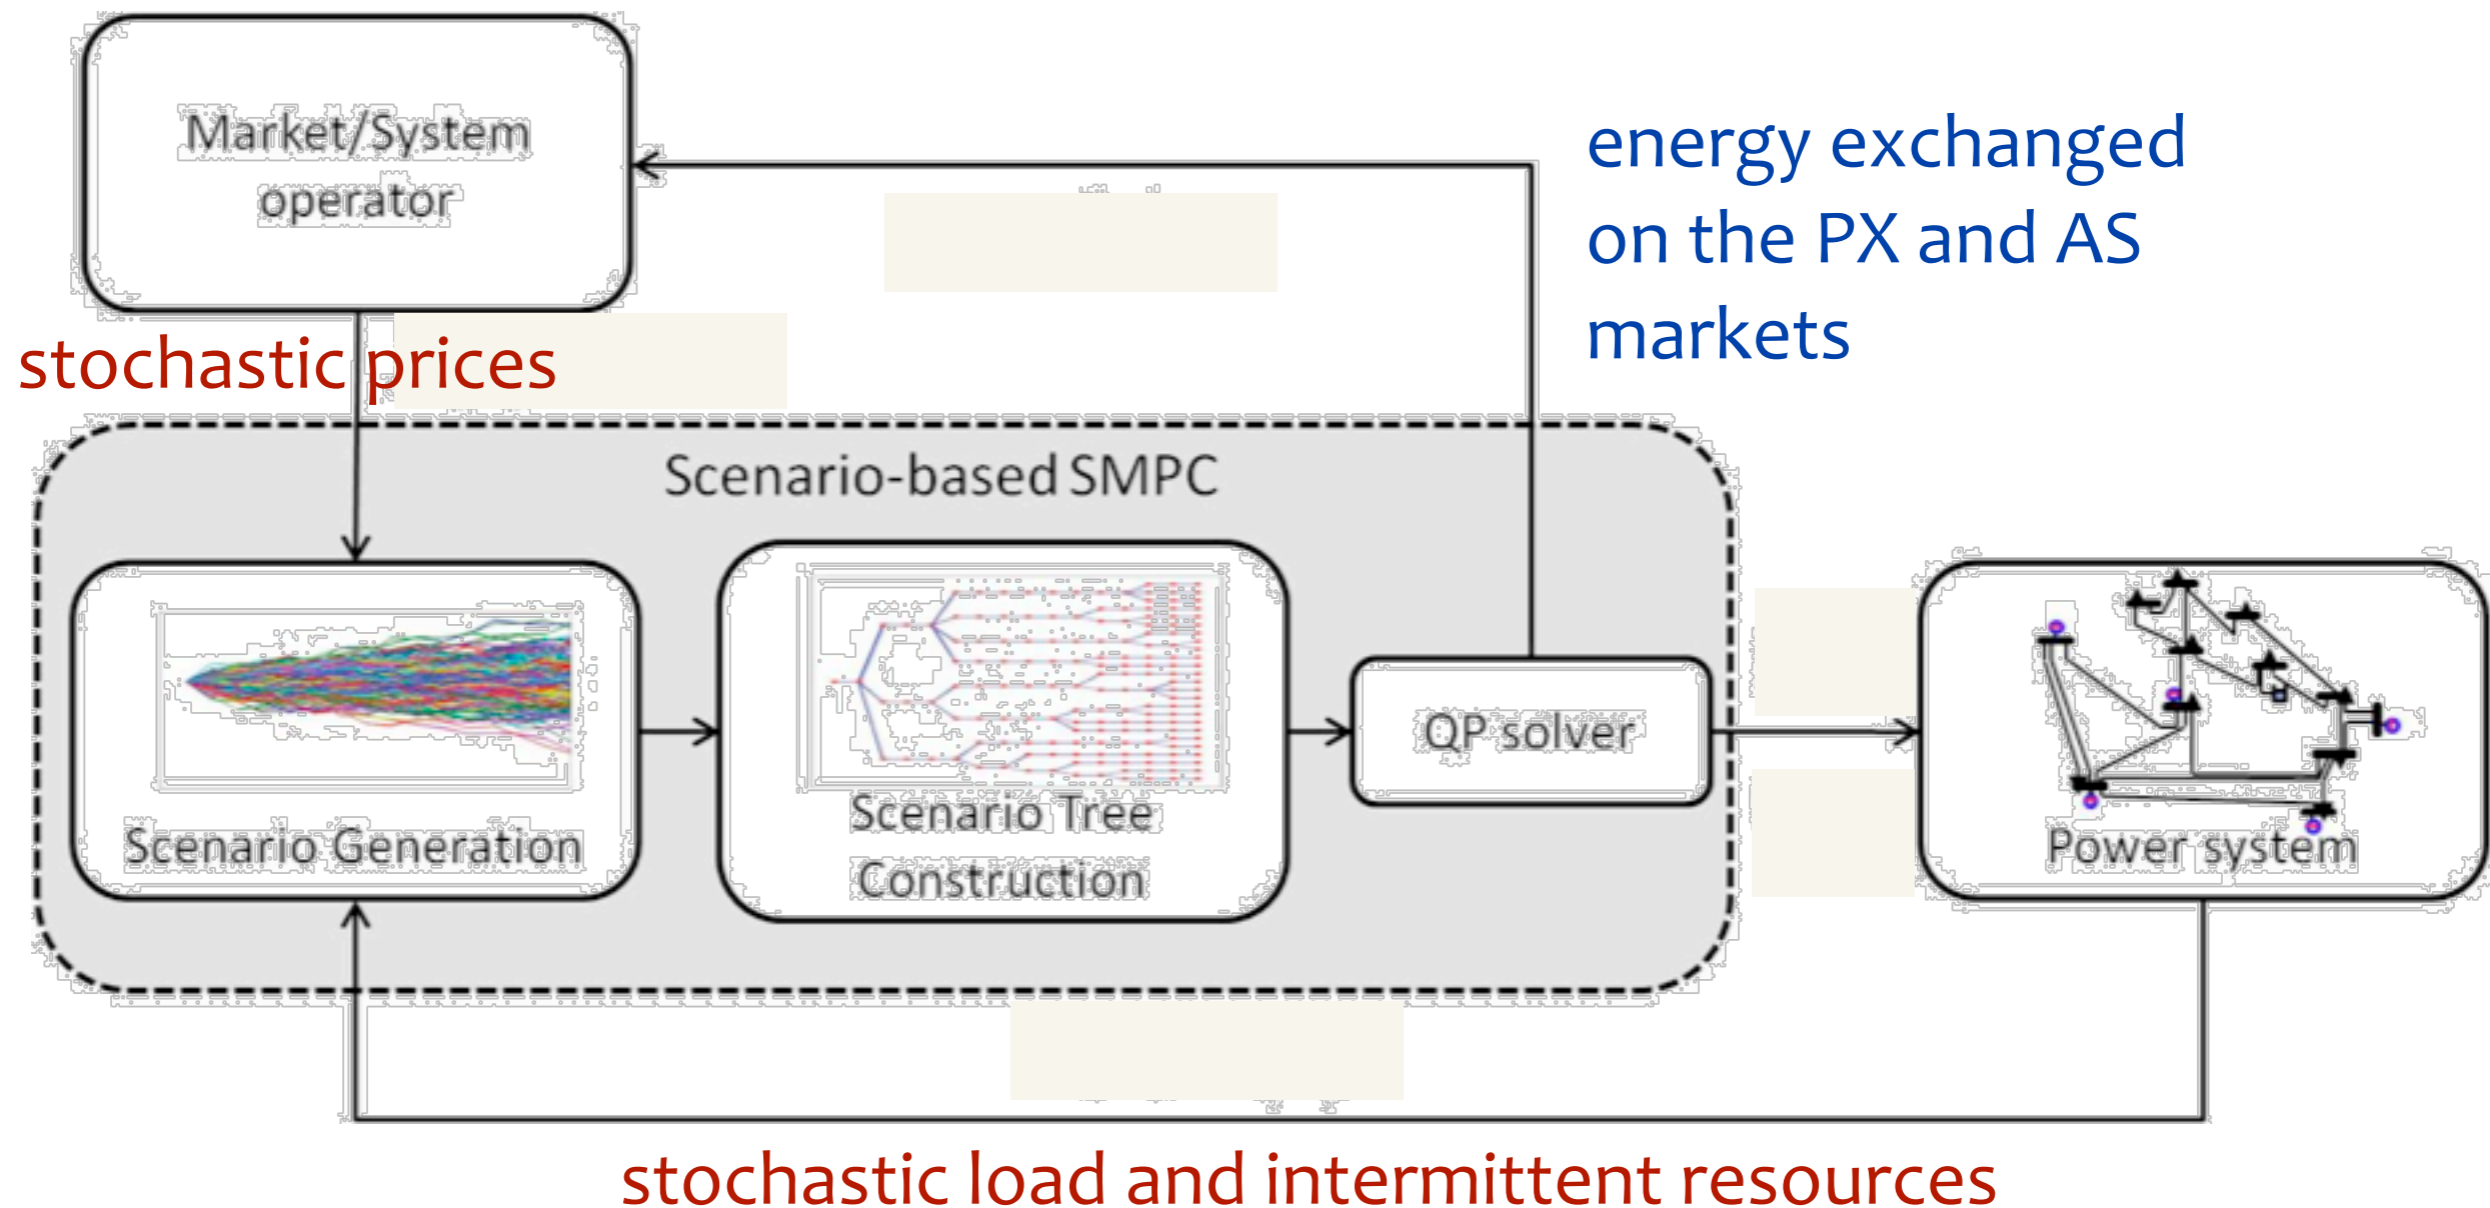 Market/System
operator
energy exchanged
on the PX and AS
markets
stochastic prices
Scenario-based SMPC
Scenario Generation
Scenario Tree
Construction
QP solver
Power system
stochastic load and intermittent resources